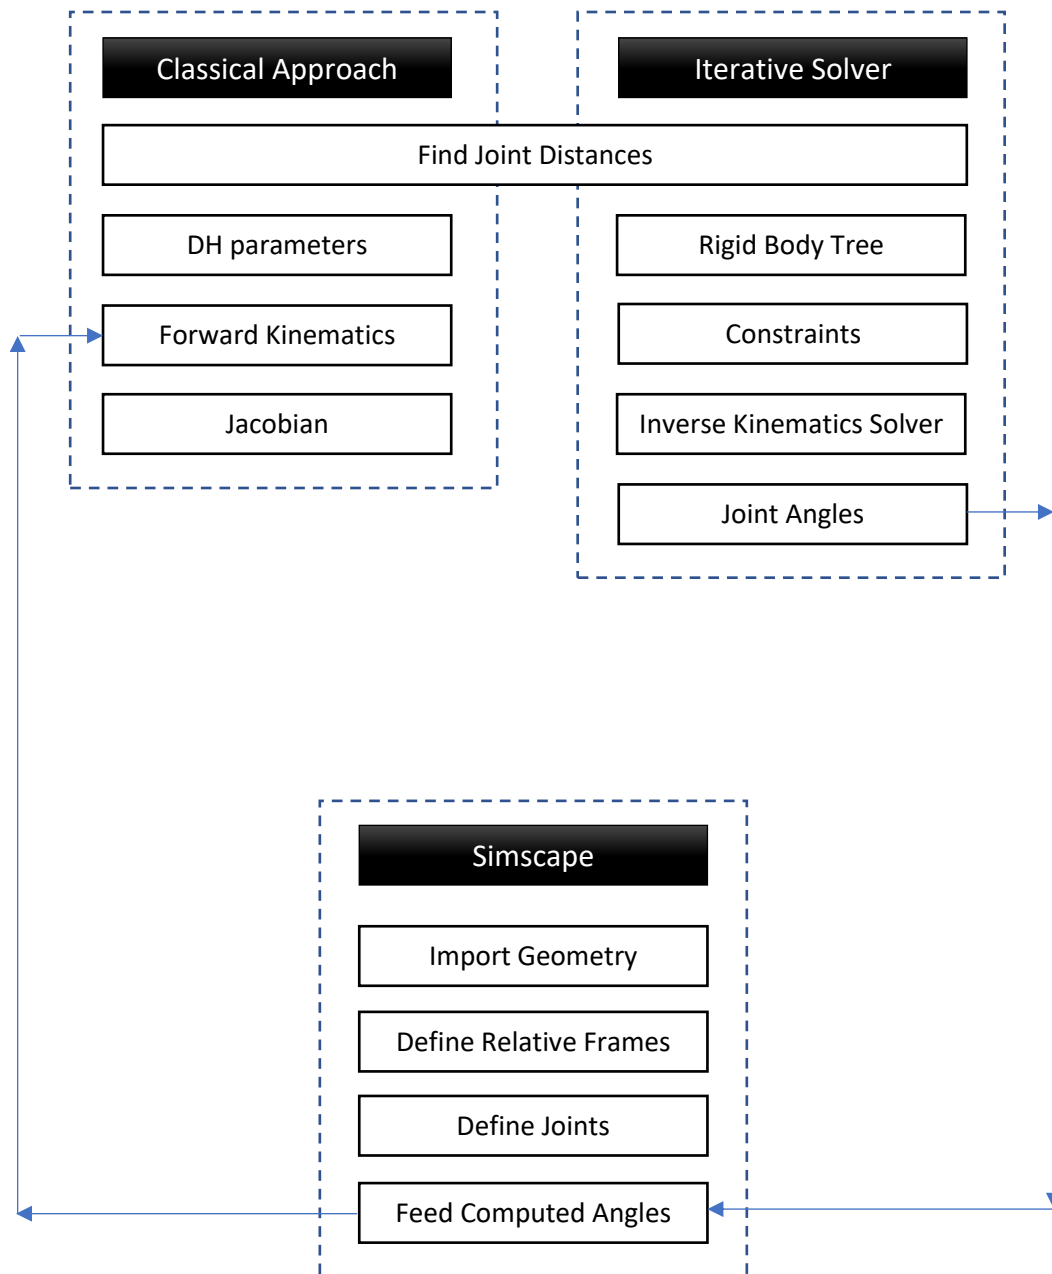 Classical Approach
Iterative Solver
Find Joint Distances
DH parameters
Rigid Body Tree
Forward Kinematics
Constraints
Jacobian
Inverse Kinematics Solver
Joint Angles
Simscape
Import Geometry
Define Relative Frames
Define Joints
Feed Computed Angles